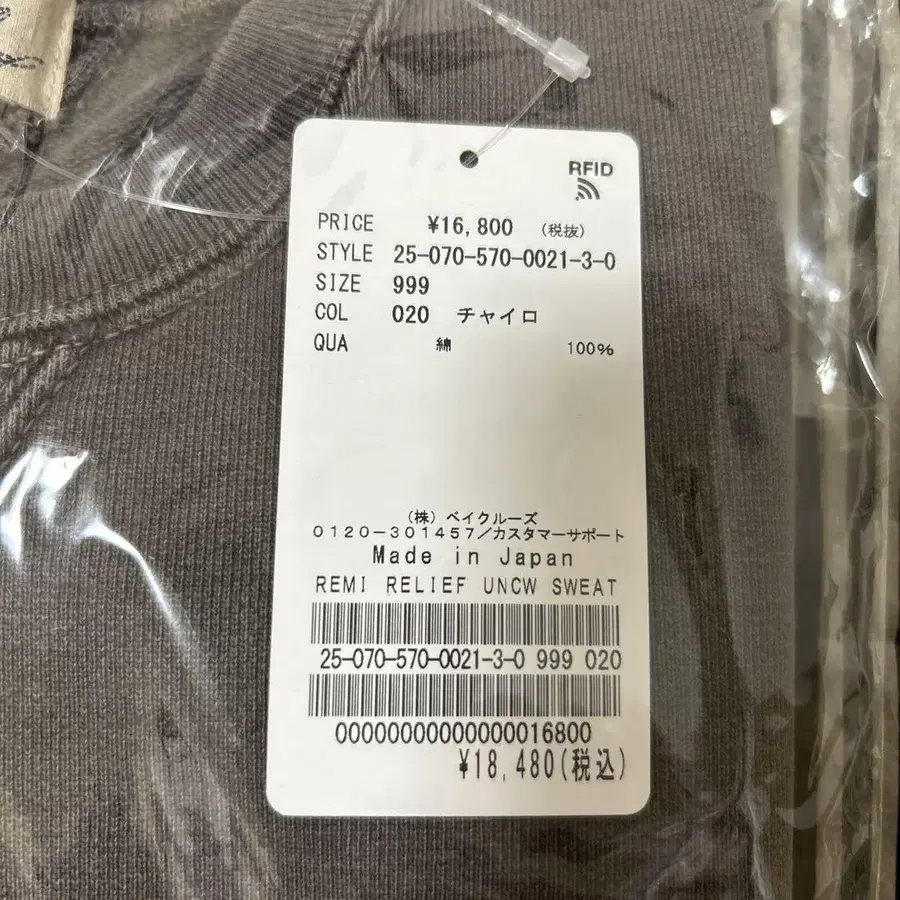 RFID
PRICE ¥16,800 (税抜)
STYLE 25-070-570-0021-3-0
SIZE 999
COL 020 チャイロ
QUA 綿 100%
(株)ベイクルーズ
0120-301457/カスタマーサポート
Made in Japan
REMI RELIEF UNCW SWEAT
25-070-570-0021-3-0 999 020
00000000000000016800
¥18,480(税込)